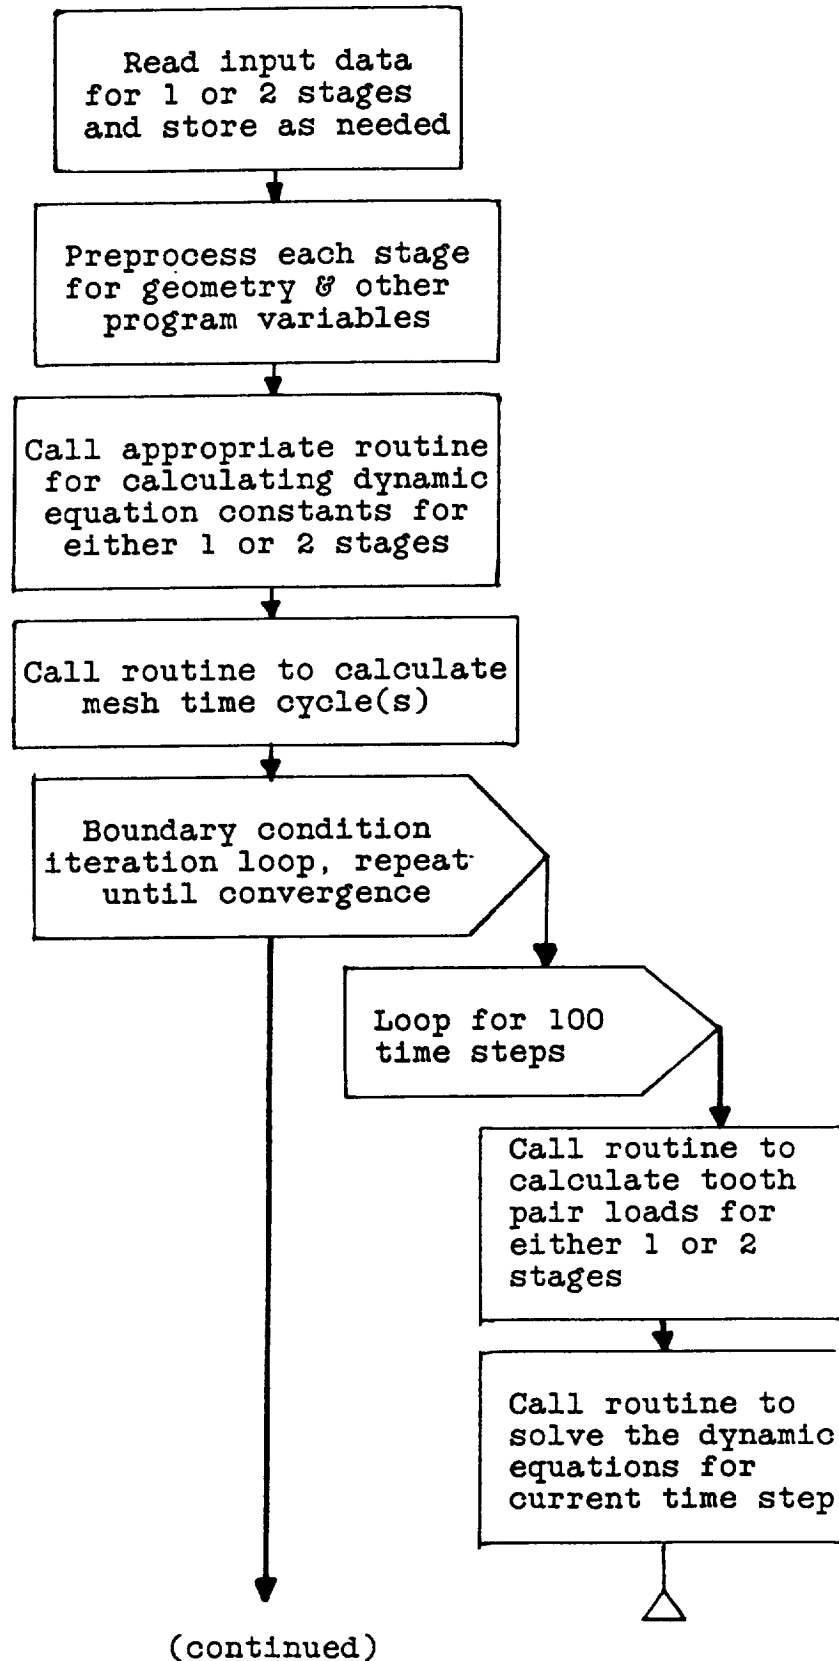 Read input data
for 1 or 2 stages
and store as needed
Preprocess each stage
for geometry & other
program variables
Call appropriate routine
for calculating dynamic
equation constants for
either 1 or 2 stages
Call routine to calculate
mesh time cycle(s)
Boundary condition
iteration loop, repeat
until convergence
Loop for 100
time steps
Call routine to
calculate tooth
pair loads for
either 1 or 2
stages
Call routine to
solve the dynamic
equations for
current time step
(continued)